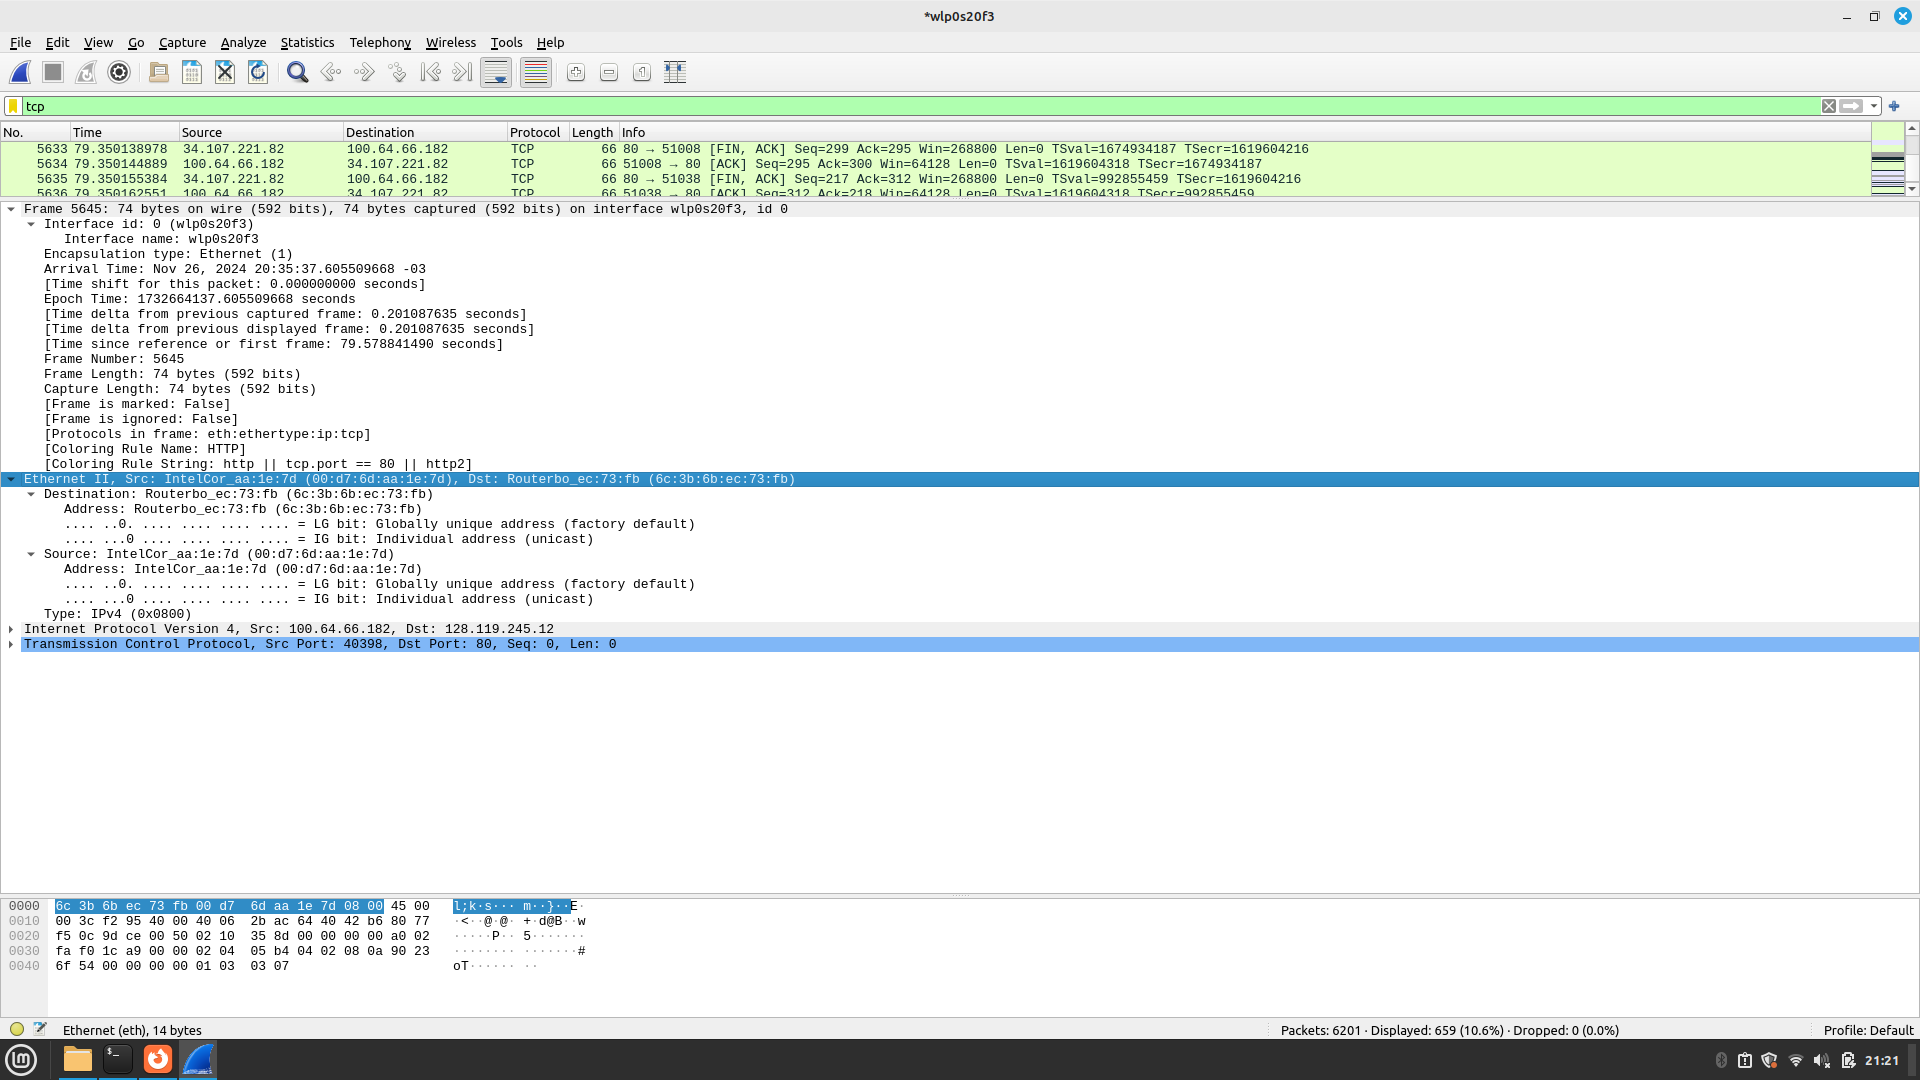 *wlp0s20f3
File Edit View Go Capture Analyze Statistics Telephony Wireless Tools Help
tcp
No. Time Source Destination Protocol Length Info
5633 79.350138978 34.107.221.82 100.64.66.182 TCP 66 80 → 51008 [FIN, ACK] Seq=299 Ack=295 Win=268800 Len=0 TSval=1674934187 TSecr=1619604216
5634 79.350144889 100.64.66.182 34.107.221.82 TCP 66 51008 → 80 [ACK] Seq=295 Ack=300 Win=64128 Len=0 TSval=1619604318 TSecr=1674934187
5635 79.350155384 34.107.221.82 100.64.66.182 TCP 66 80 → 51038 [FIN, ACK] Seq=217 Ack=312 Win=268800 Len=0 TSval=992855459 TSecr=1619604216
5636 79.350162551 100.64.66.182 34.107.221.82 TCP 66 51038 → 80 [ACK] Seq=312 Ack=218 Win=64128 Len=0 TSval=1619604318 TSecr=992855459
Frame 5645: 74 bytes on wire (592 bits), 74 bytes captured (592 bits) on interface wlp0s20f3, id 0
Interface id: 0 (wlp0s20f3)
Interface name: wlp0s20f3
Encapsulation type: Ethernet (1)
Arrival Time: Nov 26, 2024 20:35:37.605509668 -03
[Time shift for this packet: 0.000000000 seconds]
Epoch Time: 1732664137.605509668 seconds
[Time delta from previous captured frame: 0.201087635 seconds]
[Time delta from previous displayed frame: 0.201087635 seconds]
[Time since reference or first frame: 79.578841490 seconds]
Frame Number: 5645
Frame Length: 74 bytes (592 bits)
Capture Length: 74 bytes (592 bits)
[Frame is marked: False]
[Frame is ignored: False]
[Protocols in frame: eth:ethertype:ip:tcp]
[Coloring Rule Name: HTTP]
[Coloring Rule String: http || tcp.port == 80 || http2]
Ethernet II, Src: IntelCor_aa:1e:7d (00:d7:6d:aa:1e:7d), Dst: Routerbo_ec:73:fb (6c:3b:6b:ec:73:fb)
Destination: Routerbo_ec:73:fb (6c:3b:6b:ec:73:fb)
Address: Routerbo_ec:73:fb (6c:3b:6b:ec:73:fb)
.... ..0. .... .... .... .... = LG bit: Globally unique address (factory default)
.... ...0 .... .... .... .... = IG bit: Individual address (unicast)
Source: IntelCor_aa:1e:7d (00:d7:6d:aa:1e:7d)
Address: IntelCor_aa:1e:7d (00:d7:6d:aa:1e:7d)
.... ..0. .... .... .... .... = LG bit: Globally unique address (factory default)
.... ...0 .... .... .... .... = IG bit: Individual address (unicast)
Type: IPv4 (0x0800)
Internet Protocol Version 4, Src: 100.64.66.182, Dst: 128.119.245.12
Transmission Control Protocol, Src Port: 40398, Dst Port: 80, Seq: 0, Len: 0
0000 6c 3b 6b ec 73 fb 00 d7 6d aa 1e 7d 08 00 45 00 l;k·s··· m··}··E·
0010 00 3c f2 95 40 00 40 06 2b ac 64 40 42 b6 80 77 ·<··@·@· +·d@B··w
0020 f5 0c 9d ce 00 50 02 10 35 8d 00 00 00 00 a0 02 ·····P·· 5·······
0030 fa f0 1c a9 00 00 02 04 05 b4 04 02 08 0a 90 23 ········ ·······#
0040 6f 54 00 00 00 00 01 03 03 07 oT······ ··
Ethernet (eth), 14 bytes
Packets: 6201 · Displayed: 659 (10.6%) · Dropped: 0 (0.0%)
Profile: Default
21:21